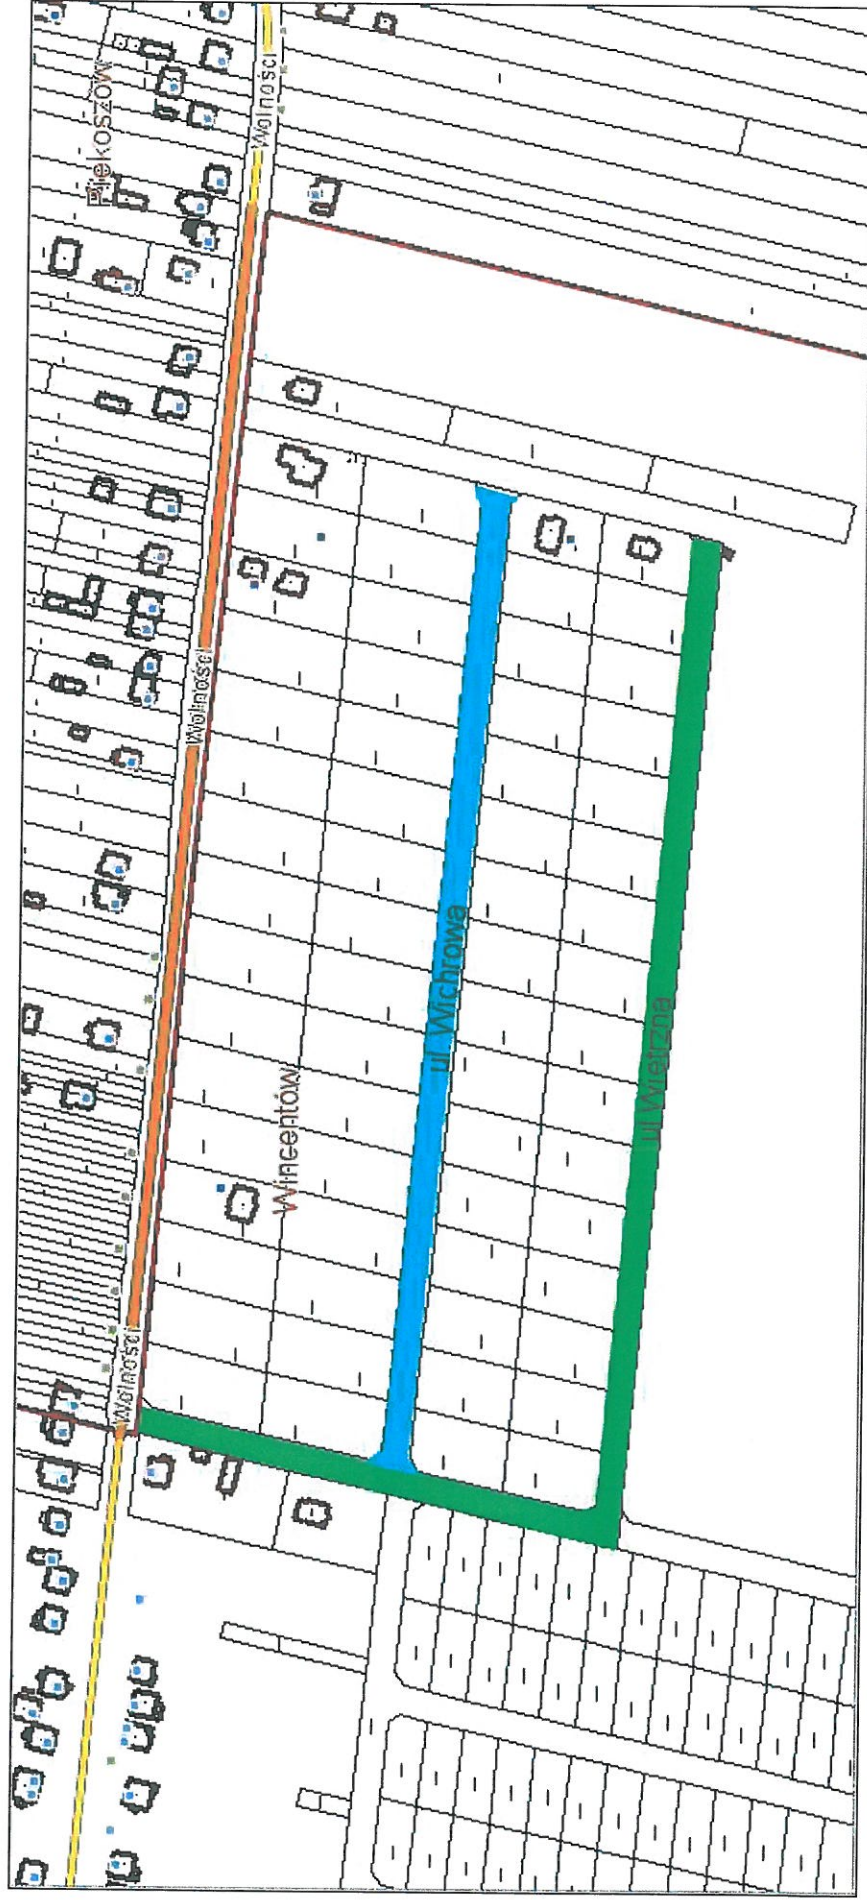 Piekoszów
Wolności
Wolności
Wolności
Wincentów
ul. Wichrowa
ul. Wietrzna